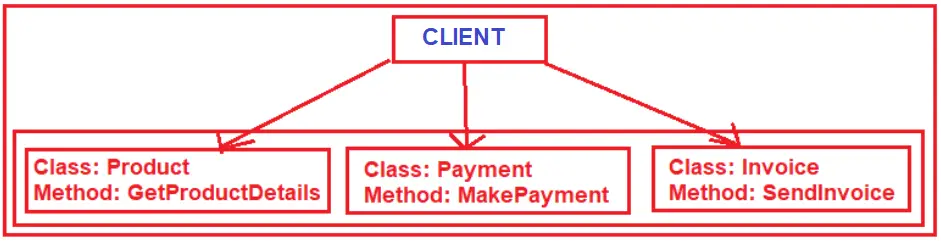 CLIENT
Class: Product
Method: GetProductDetails
Class: Payment
Method: MakePayment
Class: Invoice
Method: SendInvoice